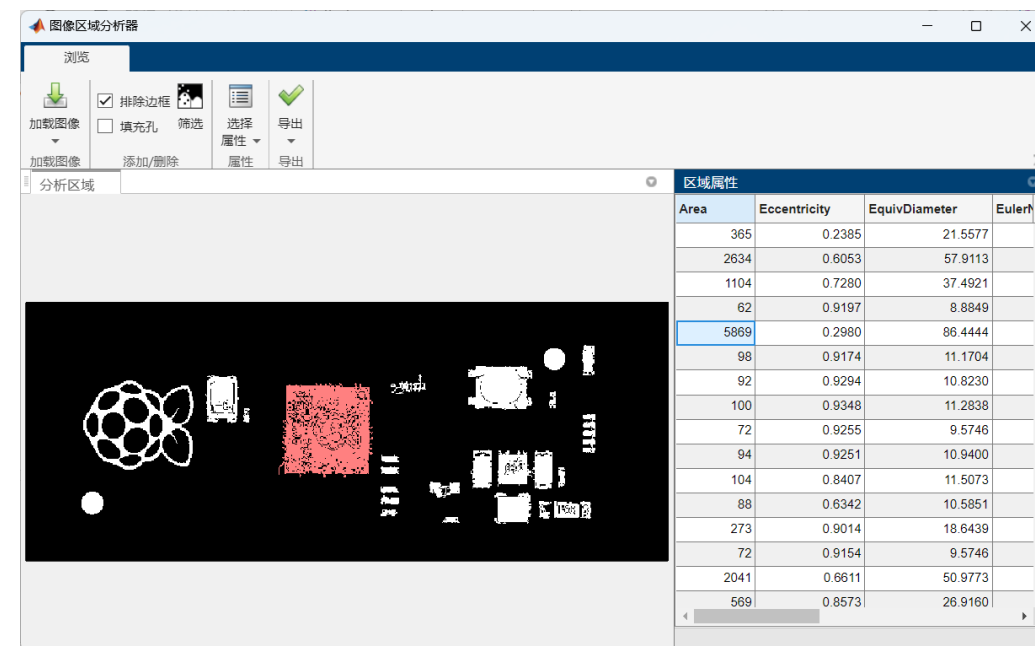 图像区域分析器
浏览
加载图像
排除边框
填充孔
筛选
选择
属性
导出
加载图像 添加/删除 属性 导出
分析区域
区域属性
Area Eccentricity EquivDiameter EulerN
365 0.2385 21.5577
2634 0.6053 57.9113
1104 0.7280 37.4921
62 0.9197 8.8849
5869 0.2980 86.4444
98 0.9174 11.1704
92 0.9294 10.8230
100 0.9348 11.2838
72 0.9255 9.5746
94 0.9251 10.9400
104 0.8407 11.5073
88 0.6342 10.5851
273 0.9014 18.6439
72 0.9154 9.5746
2041 0.6611 50.9773
569 0.8573 26.9160